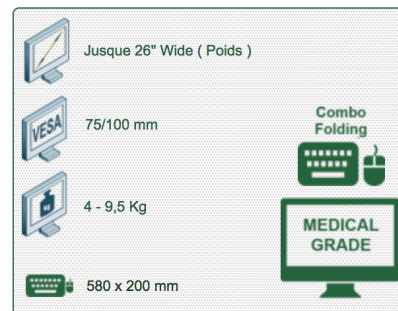 Jusque 26" Wide ( Poids )
VESA
75/100 mm
Combo
Folding
4 - 9,5 Kg
MEDICAL
GRADE
580 x 200 mm